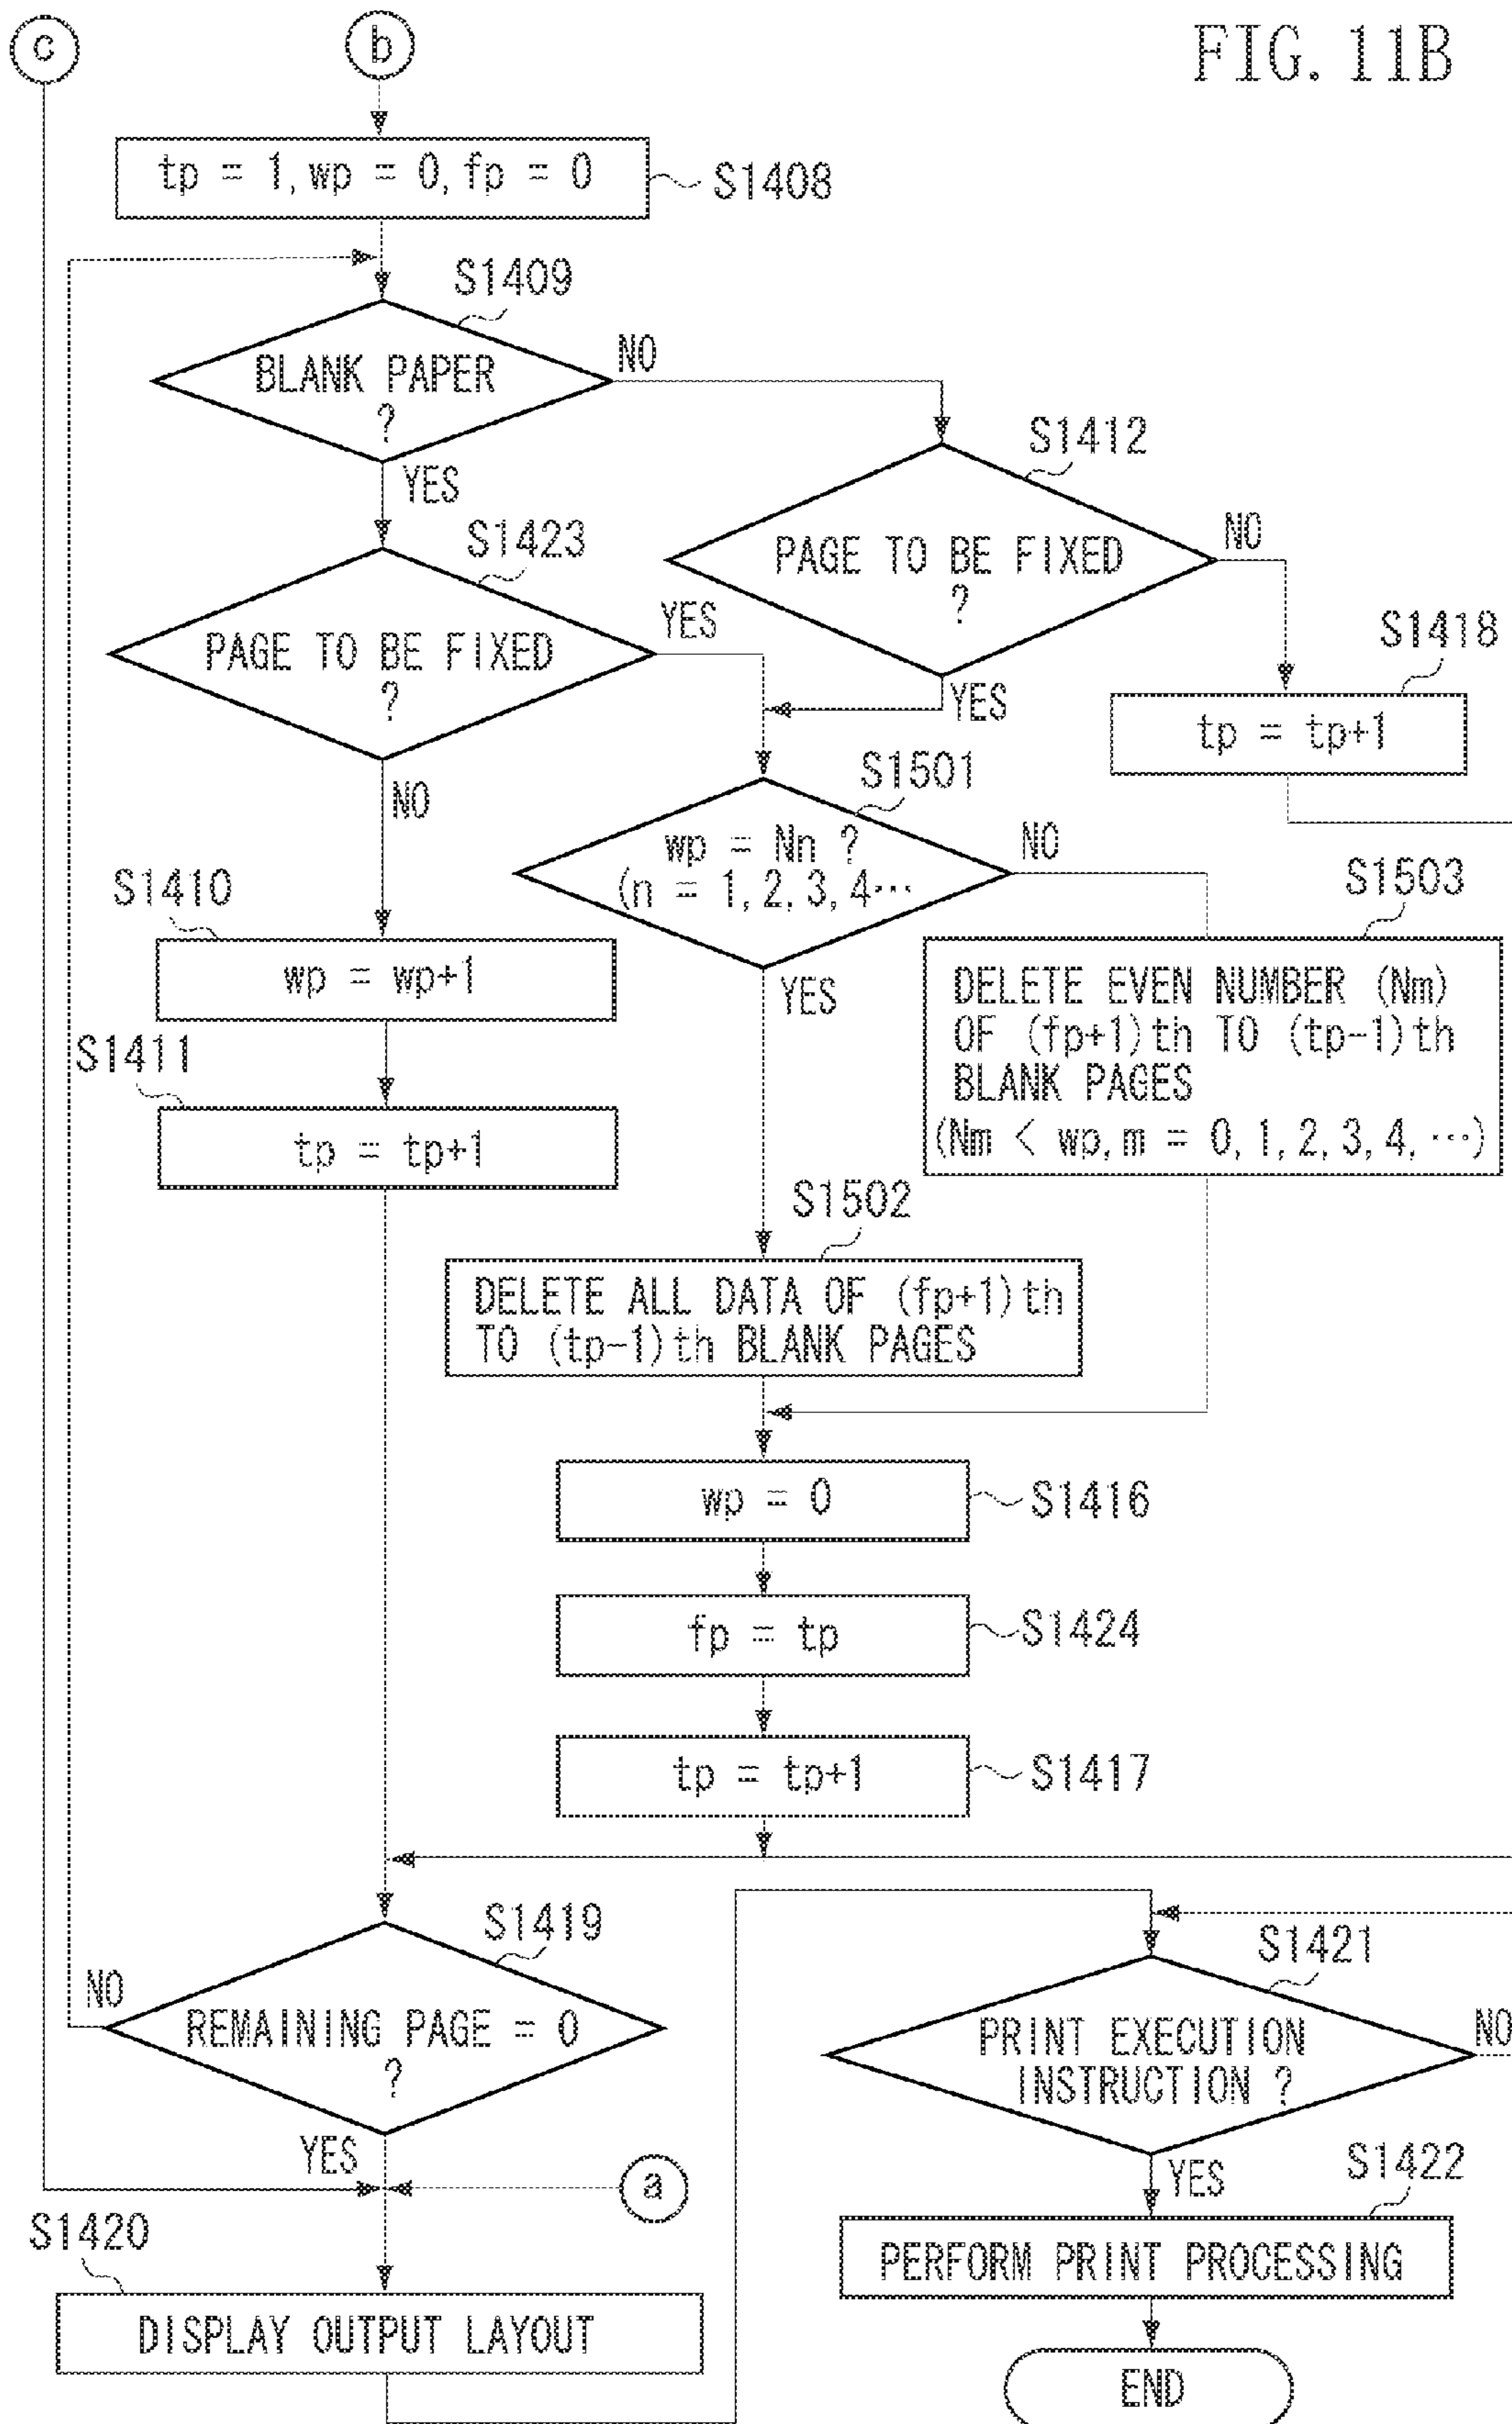 FIG. 11B
c
b
tp = 1, wp = 0, fp = 0
S1408
S1409
BLANK PAPER
?
NO
YES
S1412
PAGE TO BE FIXED
?
NO
YES
S1423
PAGE TO BE FIXED
?
YES
NO
S1418
tp = tp+1
S1501
wp = Nn ?
(n = 1, 2, 3, 4…
NO
YES
S1410
wp = wp+1
S1411
tp = tp+1
S1503
DELETE EVEN NUMBER (Nm)
OF (fp+1)th TO (tp-1)th
BLANK PAGES
(Nm < wp, m = 0, 1, 2, 3, 4, …)
S1502
DELETE ALL DATA OF (fp+1)th
TO (tp-1)th BLANK PAGES
wp = 0
S1416
fp = tp
S1424
tp = tp+1
S1417
S1419
REMAINING PAGE = 0
?
NO
YES
a
S1420
DISPLAY OUTPUT LAYOUT
S1421
PRINT EXECUTION
INSTRUCTION ?
NO
YES
S1422
PERFORM PRINT PROCESSING
END